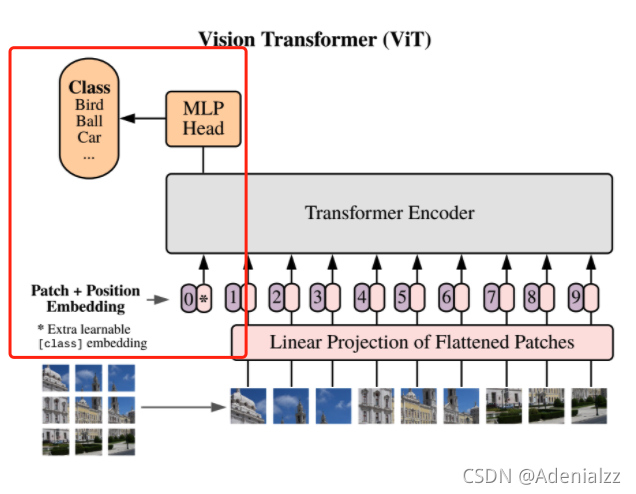 Vision Transformer (ViT)
Class
Bird
Ball
Car
...
MLP
Head
Transformer Encoder
Patch + Position
Embedding
0 * 1 2 3 4 5 6 7 8 9
* Extra learnable
[class] embedding
Linear Projection of Flattened Patches
CSDN @Adenialzz